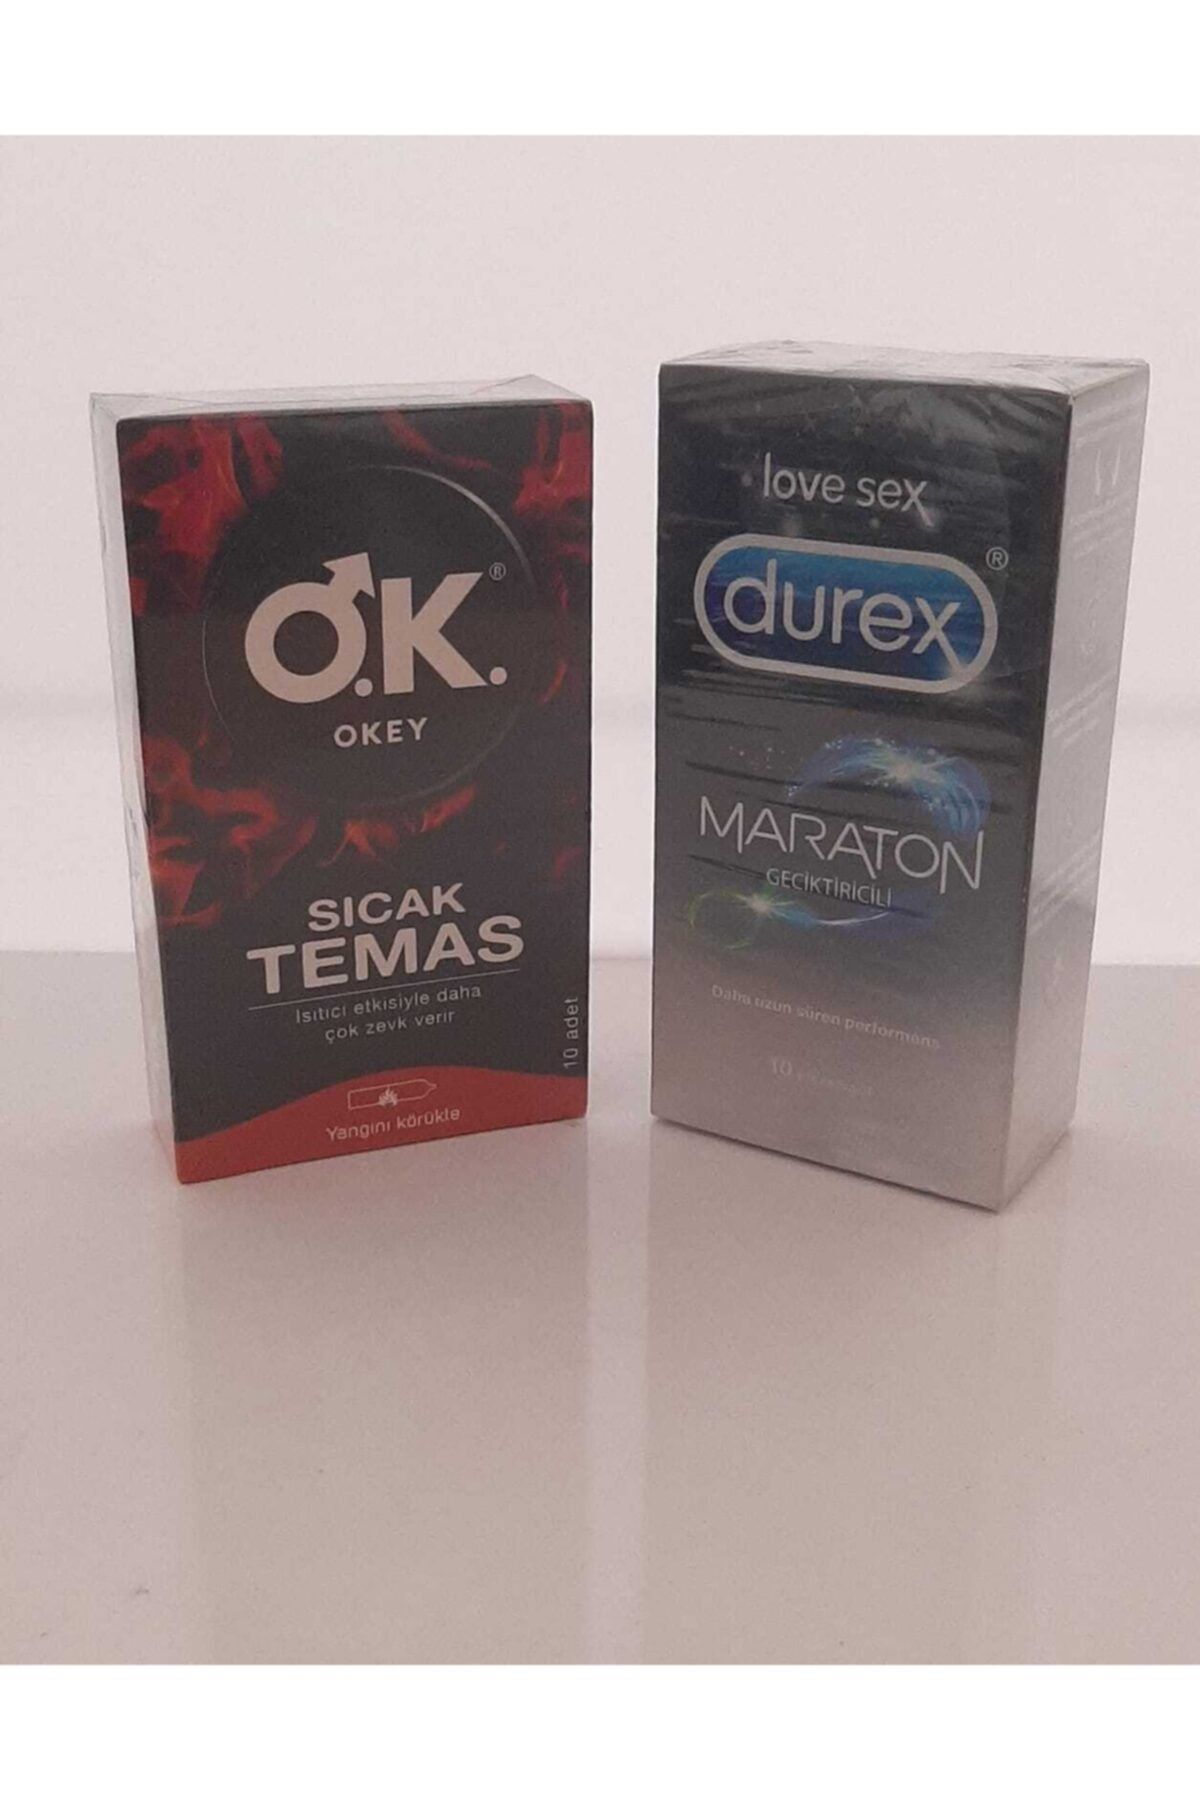 O.K.®
OKEY
SICAK
TEMAS
Isıtıcı etkisiyle daha
çok zevk verir
10 adet
Yangını körükle
love sex
durex®
MARATON
GECİKTİRİCİLİ
Daha uzun süren performans
10